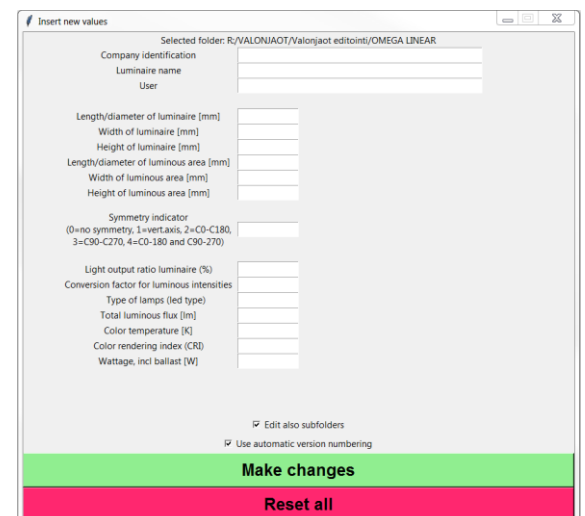 Insert new values
Selected folder: R:/VALONJAOT/Valonjaot editointi/OMEGA LINEAR
Company identification
Luminaire name
User
Length/diameter of luminaire [mm]
Width of luminaire [mm]
Height of luminaire [mm]
Length/diameter of luminous area [mm]
Width of luminous area [mm]
Height of luminous area [mm]
Symmetry indicator
(0=no symmetry, 1=vert.axis, 2=C0-C180,
3=C90-C270, 4=C0-180 and C90-270)
Light output ratio luminaire (%)
Conversion factor for luminous intensities
Type of lamps (led type)
Total luminous flux [lm]
Color temperature [K]
Color rendering index (CRI)
Wattage, incl ballast [W]
Edit also subfolders
Use automatic version numbering
Make changes
Reset all